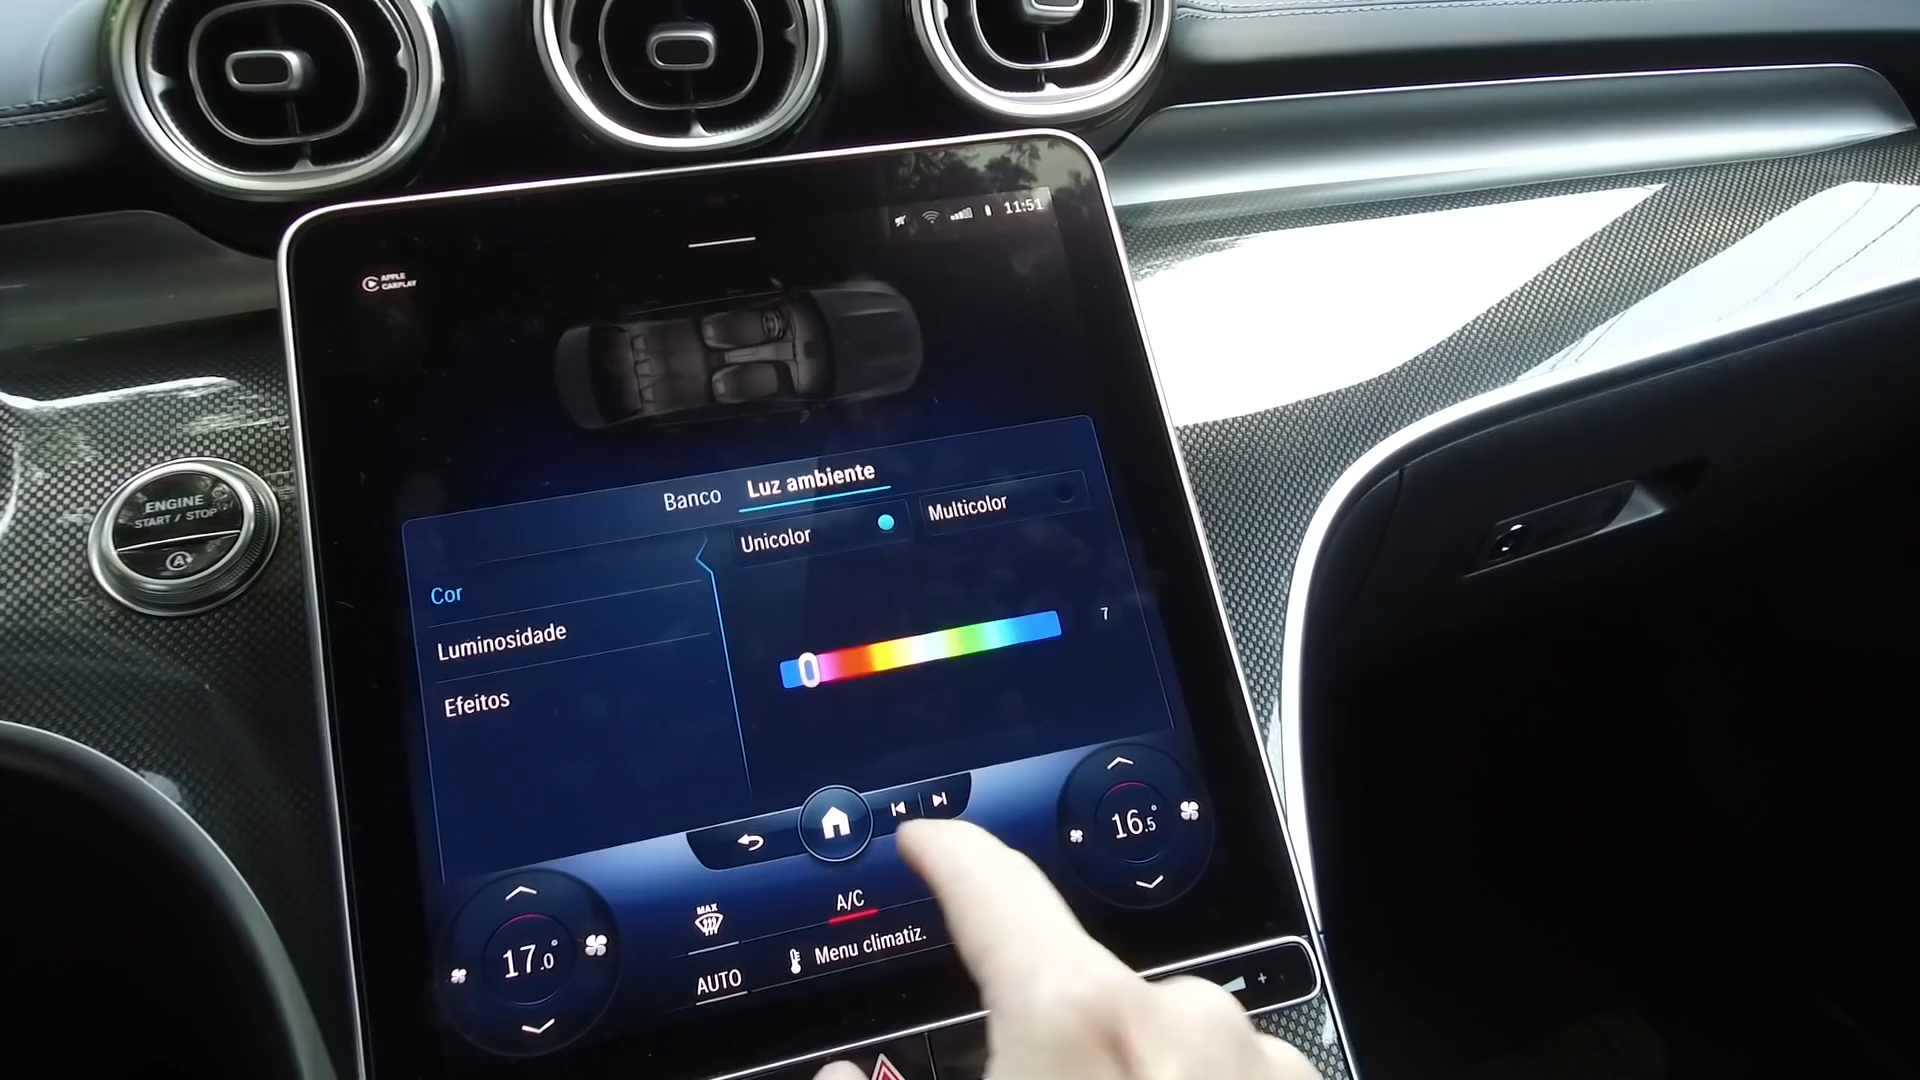 11:51
APPLE
CARPLAY
Banco
Luz ambiente
Unicolor
Multicolor
ENGINE
START / STOP
A
Cor
Luminosidade
Efeitos
7
16.5°
17.0°
MAX
A/C
Menu climatiz.
AUTO
+